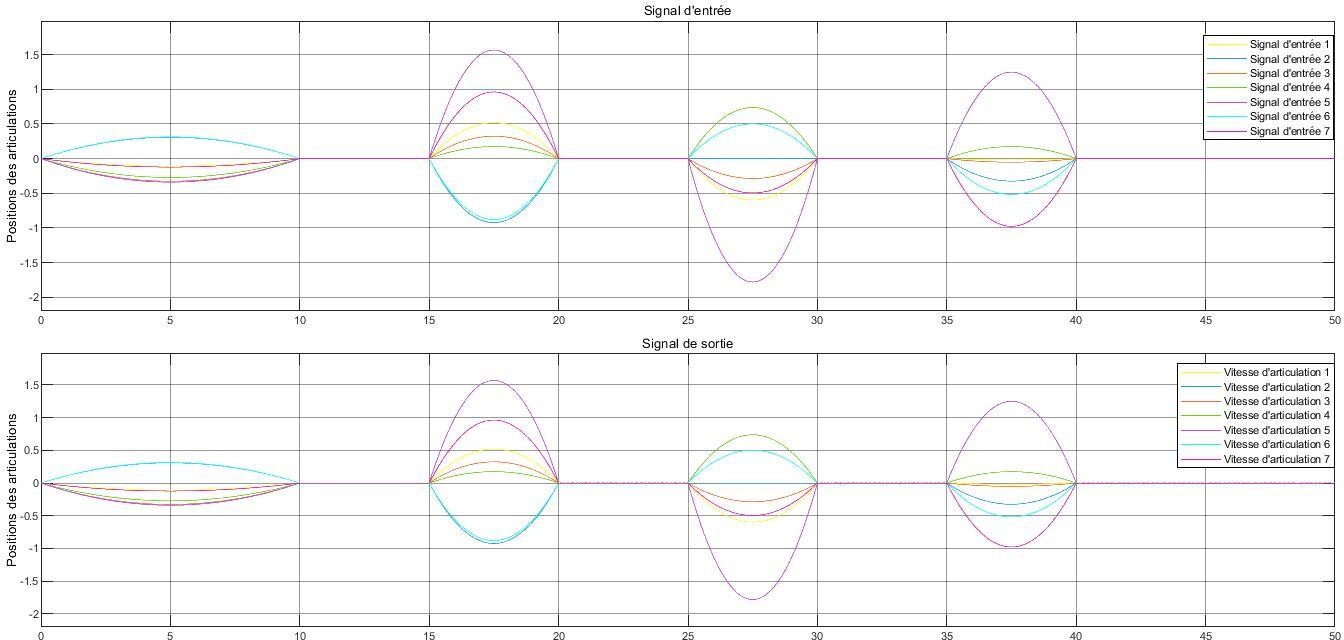 Signal d'entrée
Positions des articulations
1.5
1
0.5
0
-0.5
-1
-1.5
-2
0 5 10 15 20 25 30 35 40 45 50
Signal d'entrée 1
Signal d'entrée 2
Signal d'entrée 3
Signal d'entrée 4
Signal d'entrée 5
Signal d'entrée 6
Signal d'entrée 7
Signal de sortie
Positions des articulations
1.5
1
0.5
0
-0.5
-1
-1.5
-2
0 5 10 15 20 25 30 35 40 45 50
Vitesse d'articulation 1
Vitesse d'articulation 2
Vitesse d'articulation 3
Vitesse d'articulation 4
Vitesse d'articulation 5
Vitesse d'articulation 6
Vitesse d'articulation 7